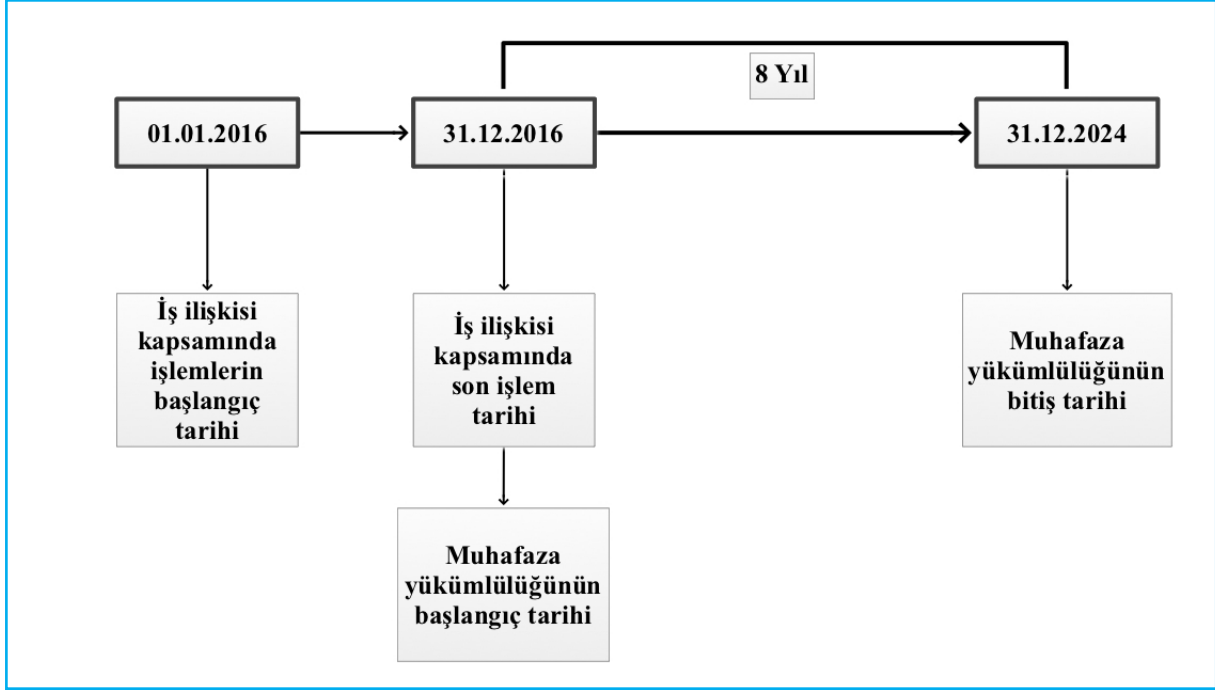 8 Yıl
01.01.2016
31.12.2016
31.12.2024
İş ilişkisi
kapsamında
işlemlerin
başlangıç
tarihi
İş ilişkisi
kapsamında
son işlem
tarihi
Muhafaza
yükümlülüğünün
bitiş tarihi
Muhafaza
yükümlülüğünün
başlangıç tarihi